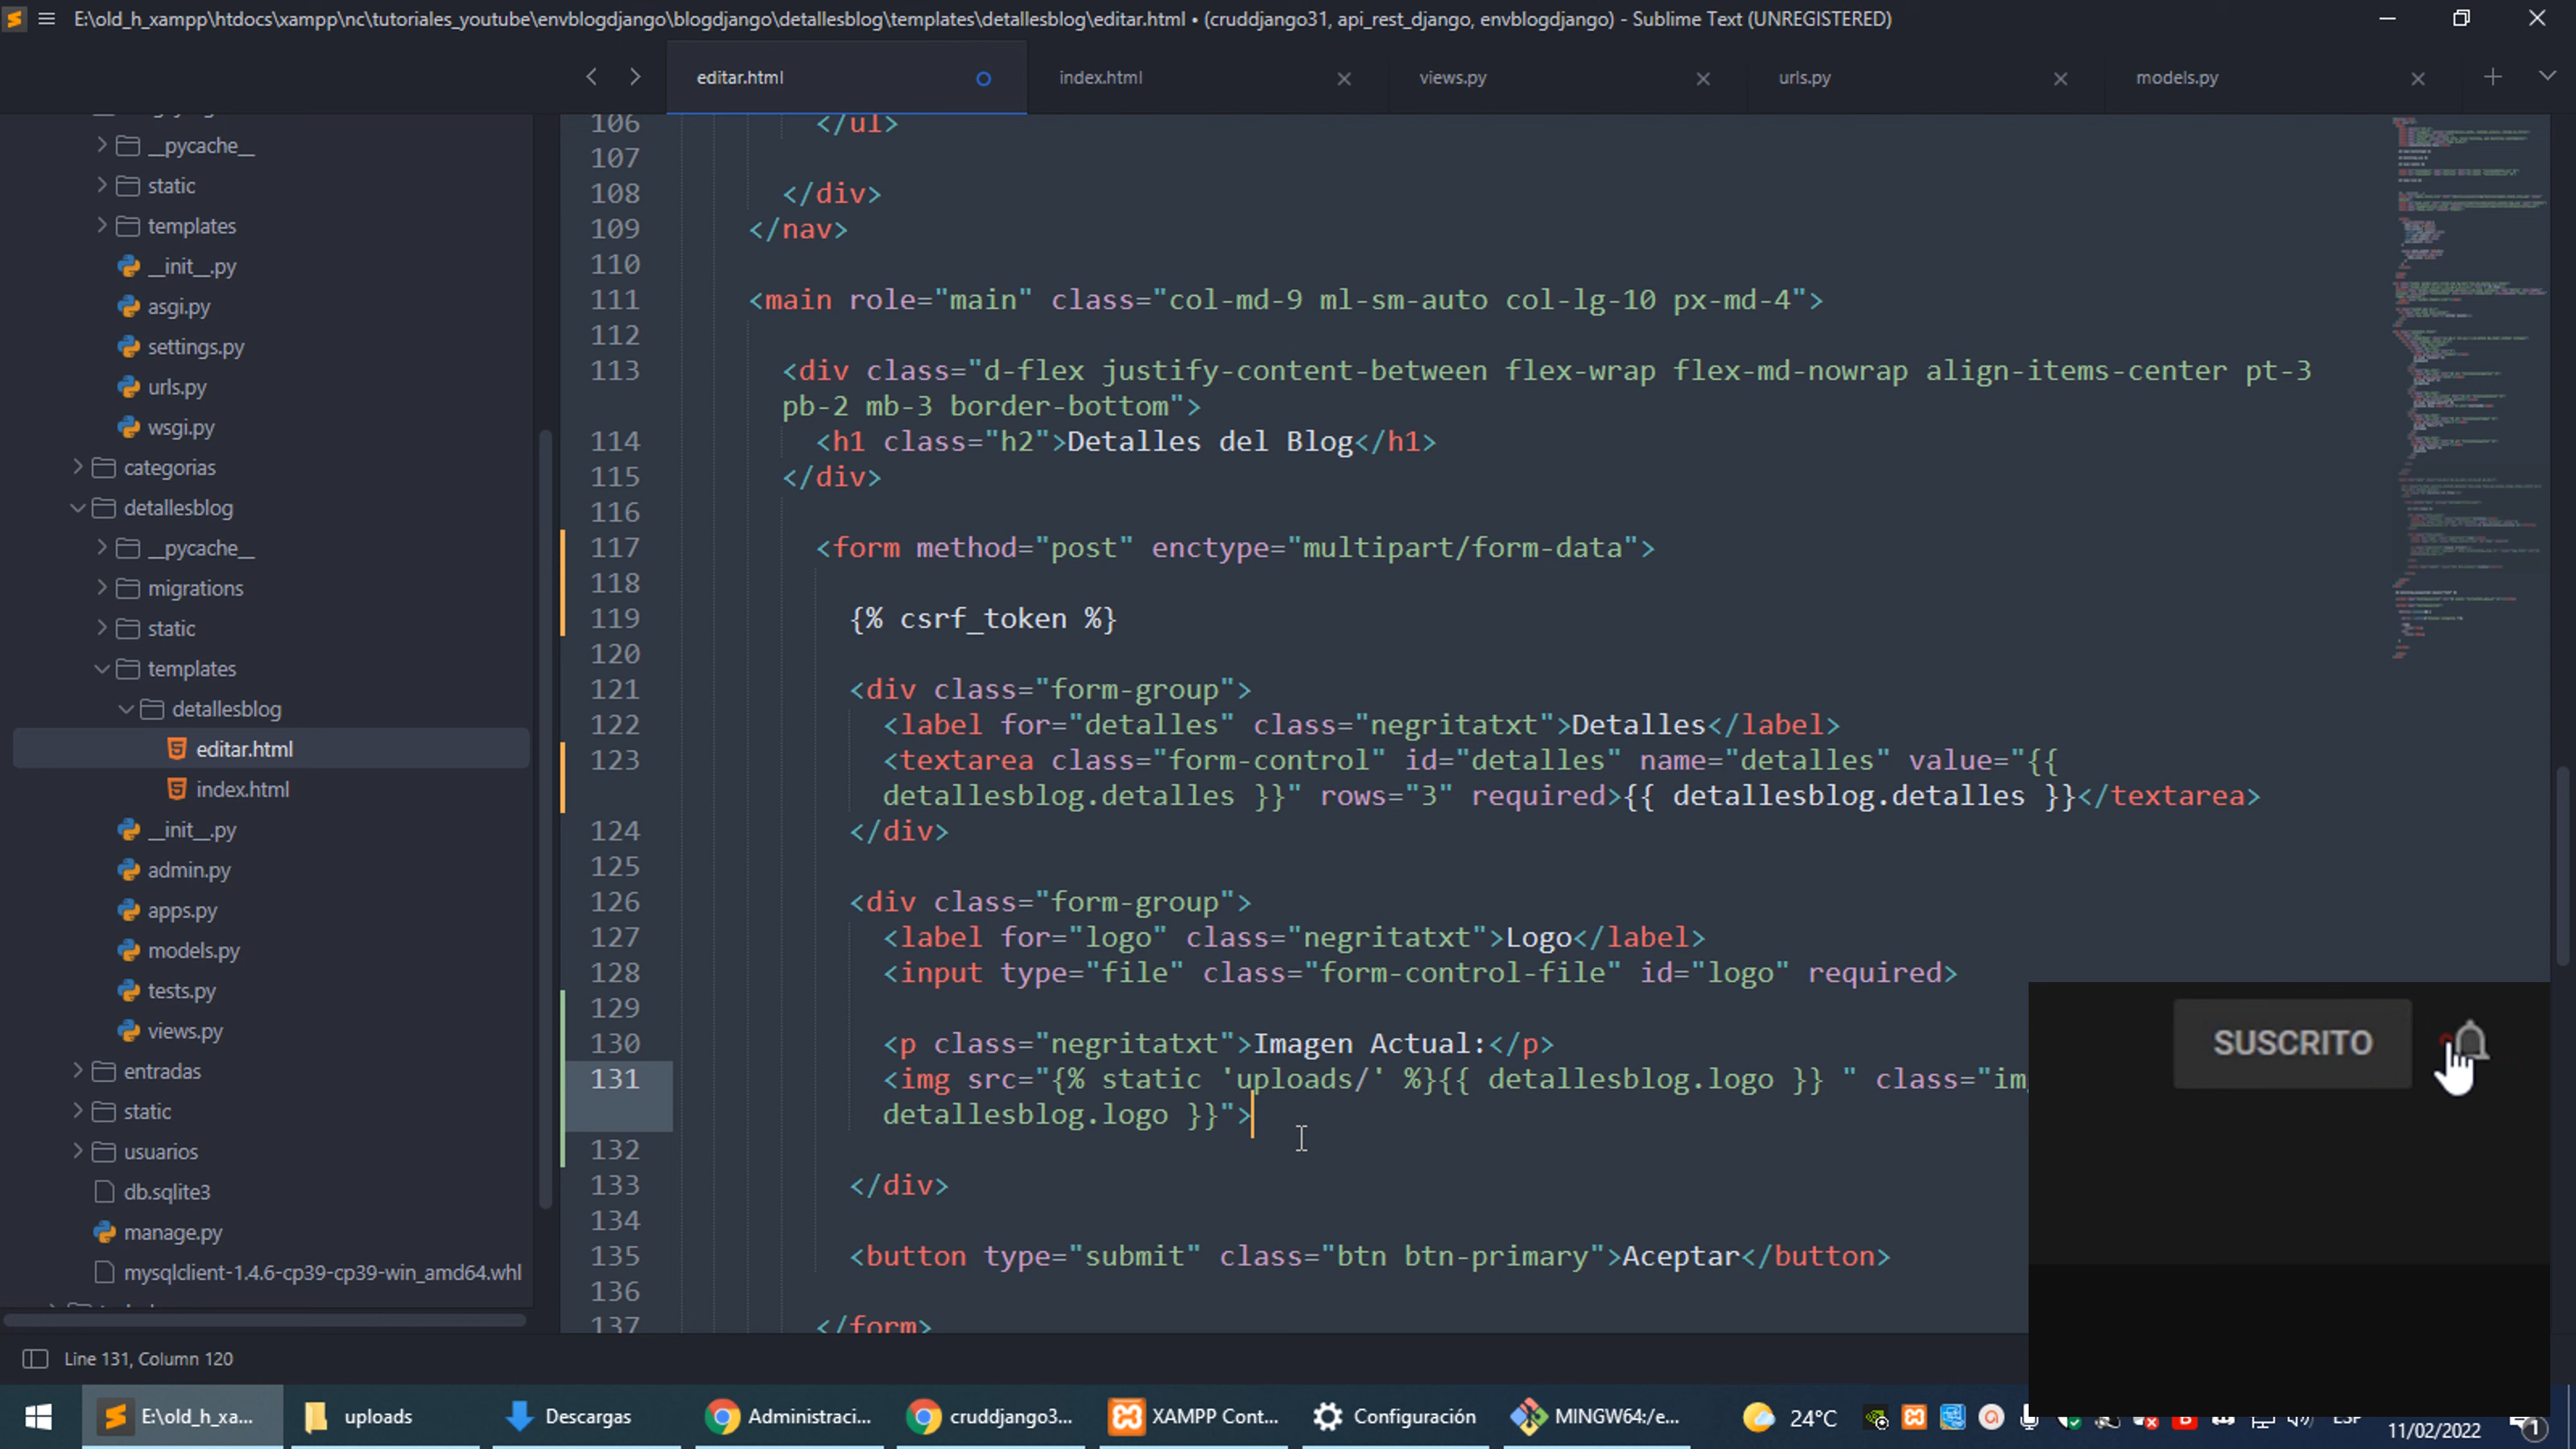 E:\old_h_xampp\htdocs\xampp\nc\tutoriales_youtube\envblogdjango\blogdjango\detallesblog\templates\detallesblog\editar.html • (cruddjango31, api_rest_django, envblogdjango) - Sublime Text (UNREGISTERED)
editar.html
index.html
views.py
urls.py
models.py
__pycache__
static
templates
__init__.py
asgi.py
settings.py
urls.py
wsgi.py
categorias
detallesblog
__pycache__
migrations
static
templates
detallesblog
editar.html
index.html
__init__.py
admin.py
apps.py
models.py
tests.py
views.py
entradas
static
usuarios
db.sqlite3
manage.py
mysqlclient-1.4.6-cp39-cp39-win_amd64.whl
106 </ul>
107
108 </div>
109 </nav>
110
111 <main role="main" class="col-md-9 ml-sm-auto col-lg-10 px-md-4">
112
113 <div class="d-flex justify-content-between flex-wrap flex-md-nowrap align-items-center pt-3
pb-2 mb-3 border-bottom">
114 <h1 class="h2">Detalles del Blog</h1>
115 </div>
116
117 <form method="post" enctype="multipart/form-data">
118
119 {% csrf_token %}
120
121 <div class="form-group">
122 <label for="detalles" class="negritatxt">Detalles</label>
123 <textarea class="form-control" id="detalles" name="detalles" value="{{
detallesblog.detalles }}" rows="3" required>{{ detallesblog.detalles }}</textarea>
124 </div>
125
126 <div class="form-group">
127 <label for="logo" class="negritatxt">Logo</label>
128 <input type="file" class="form-control-file" id="logo" required>
129
130 <p class="negritatxt">Imagen Actual:</p>
131 <img src="{% static 'uploads/' %}{{ detallesblog.logo }} " class="im
detallesblog.logo }}">
132
133 </div>
134
135 <button type="submit" class="btn btn-primary">Aceptar</button>
136
137 </form>
SUSCRITO
Line 131, Column 120
E:\old_h_xa...
uploads
Descargas
Administraci...
cruddjango3...
XAMPP Cont...
Configuración
MINGW64:/e...
24°C
ESP
11/02/2022
1